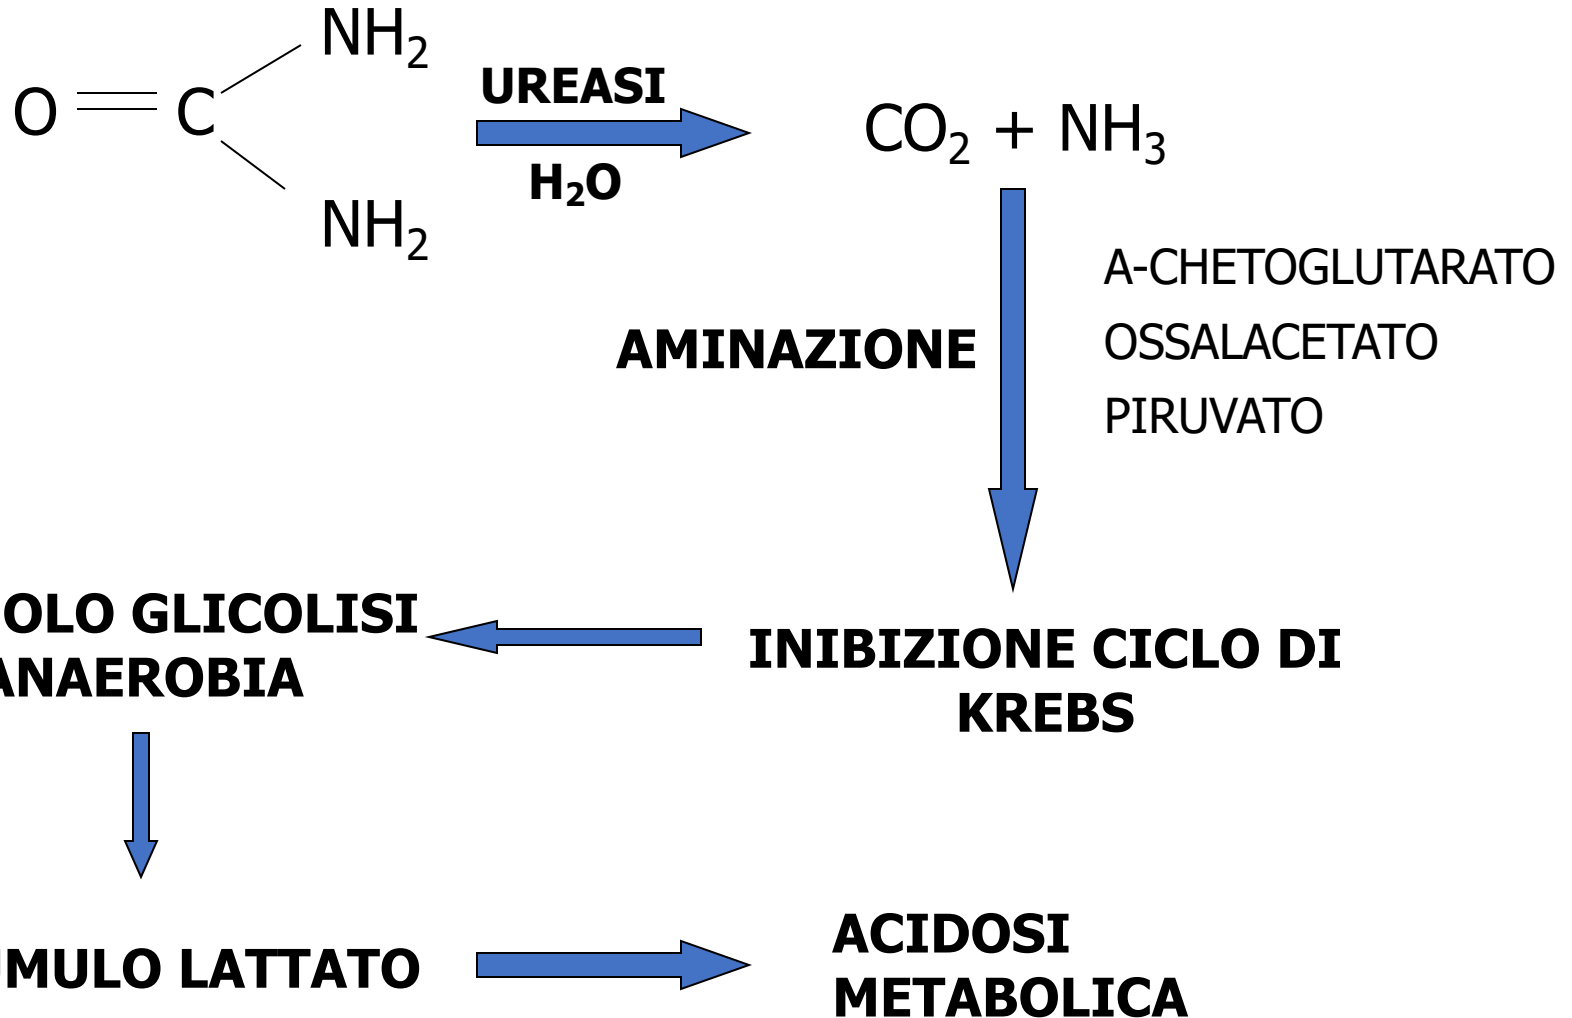 NH₂
O C
NH₂
UREASI
H₂O
CO₂ + NH₃
AMINAZIONE
A-CHETOGLUTARATO
OSSALACETATO
PIRUVATO
INIBIZIONE CICLO DI
KREBS
OLO GLICOLISI
ANAEROBIA
UMULO LATTATO
ACIDOSI
METABOLICA